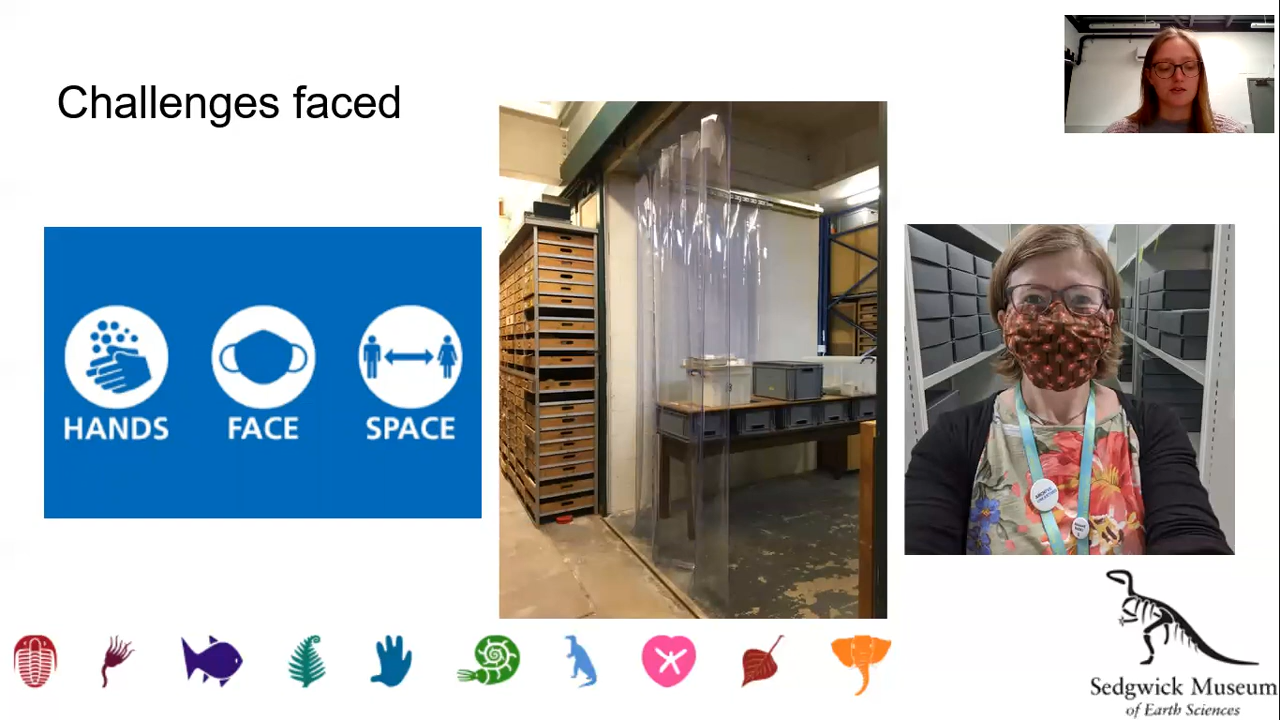 Challenges faced
HANDS
FACE
SPACE
Sedgwick Museum
of Earth Sciences